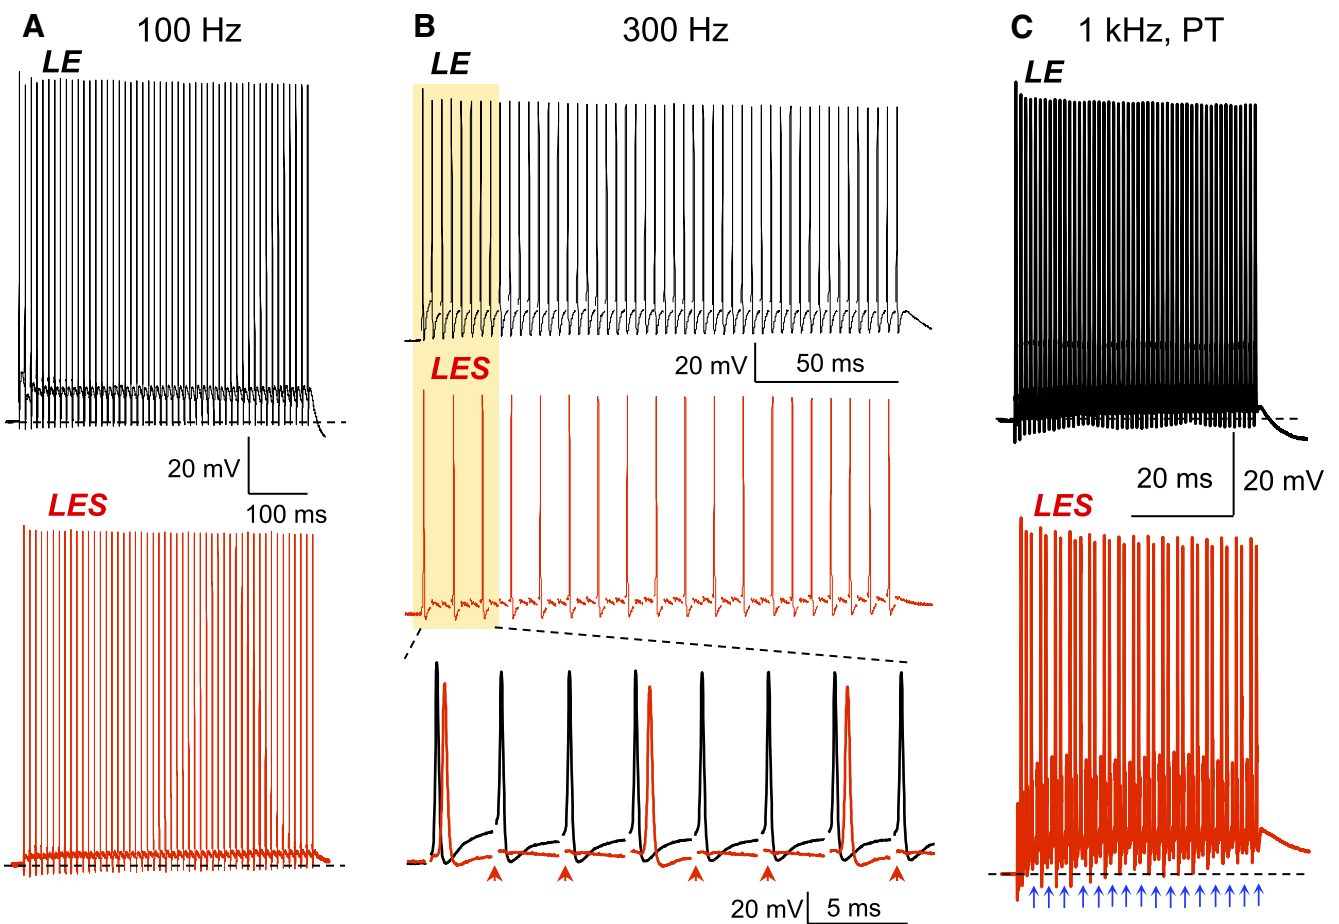 A 100 Hz
LE
20 mV
100 ms
LES
B 300 Hz
LE
20 mV 50 ms
LES
20 mV 5 ms
C 1 kHz, PT
LE
20 ms 20 mV
LES